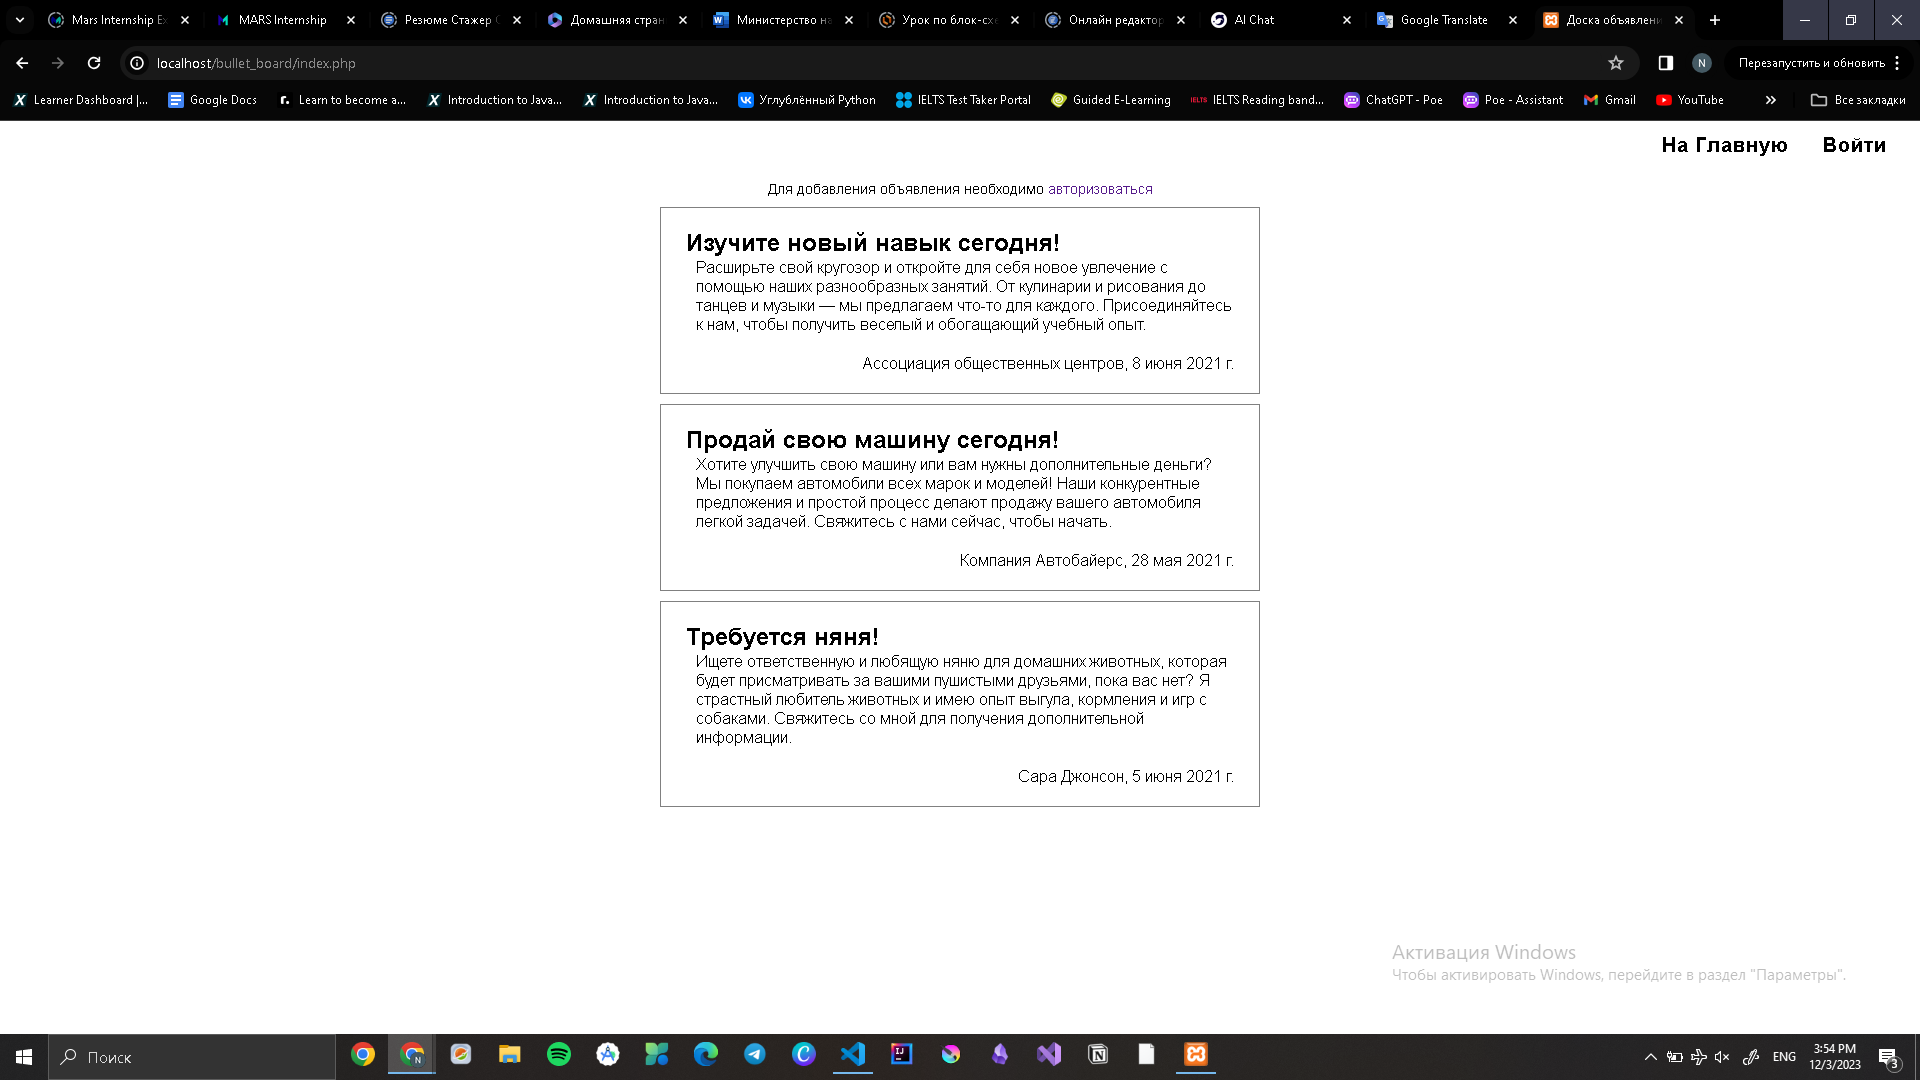 Mars Internship Ex
MARS Internship
Резюме Стажер
Домашняя стран
Министерство на
Урок по блок-схе
Онлайн редактор
AI Chat
Google Translate
Доска объявлени
localhost/bullet_board/index.php
N
Перезапустить и обновить
Learner Dashboard |...
Google Docs
Learn to become a...
Introduction to Java...
Introduction to Java...
Углублённый Python
IELTS Test Taker Portal
Guided E-Learning
IELTS Reading band...
ChatGPT - Poe
Poe - Assistant
Gmail
YouTube
Все закладки
На Главную
Войти
Для добавления объявления необходимо авторизоваться
Изучите новый навык сегодня!
Расширьте свой кругозор и откройте для себя новое увлечение с
помощью наших разнообразных занятий. От кулинарии и рисования до
танцев и музыки — мы предлагаем что-то для каждого. Присоединяйтесь
к нам, чтобы получить веселый и обогащающий учебный опыт.
Ассоциация общественных центров, 8 июня 2021 г.
Продай свою машину сегодня!
Хотите улучшить свою машину или вам нужны дополнительные деньги?
Мы покупаем автомобили всех марок и моделей! Наши конкурентные
предложения и простой процесс делают продажу вашего автомобиля
легкой задачей. Свяжитесь с нами сейчас, чтобы начать.
Компания Автобайерс, 28 мая 2021 г.
Требуется няня!
Ищете ответственную и любящую няню для домашних животных, которая
будет присматривать за вашими пушистыми друзьями, пока вас нет? Я
страстный любитель животных и имею опыт выгула, кормления и игр с
собаками. Свяжитесь со мной для получения дополнительной
информации.
Сара Джонсон, 5 июня 2021 г.
Активация Windows
Чтобы активировать Windows, перейдите в раздел "Параметры".
Поиск
ENG
3:54 PM
12/3/2023
3